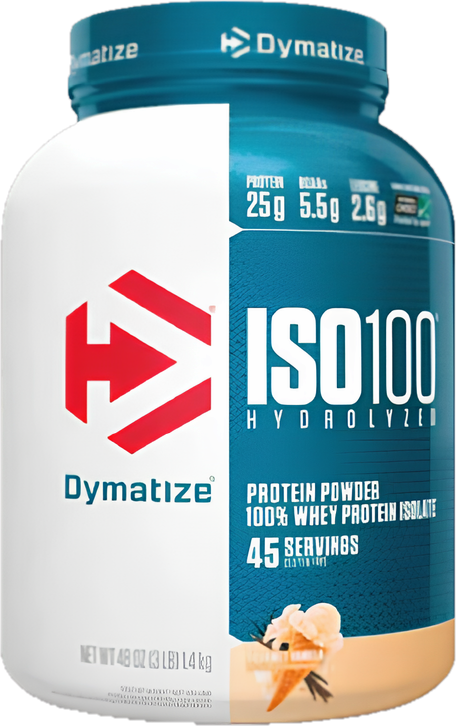 Dymatize
PROTEIN BCAAs
25g 5.5g 2.6g
ISO100
HYDROLYZED
Dymatize
PROTEIN POWDER
100% WHEY PROTEIN ISOLATE
45 SERVINGS
NET WT 48 OZ (3 LB) 1.4 kg